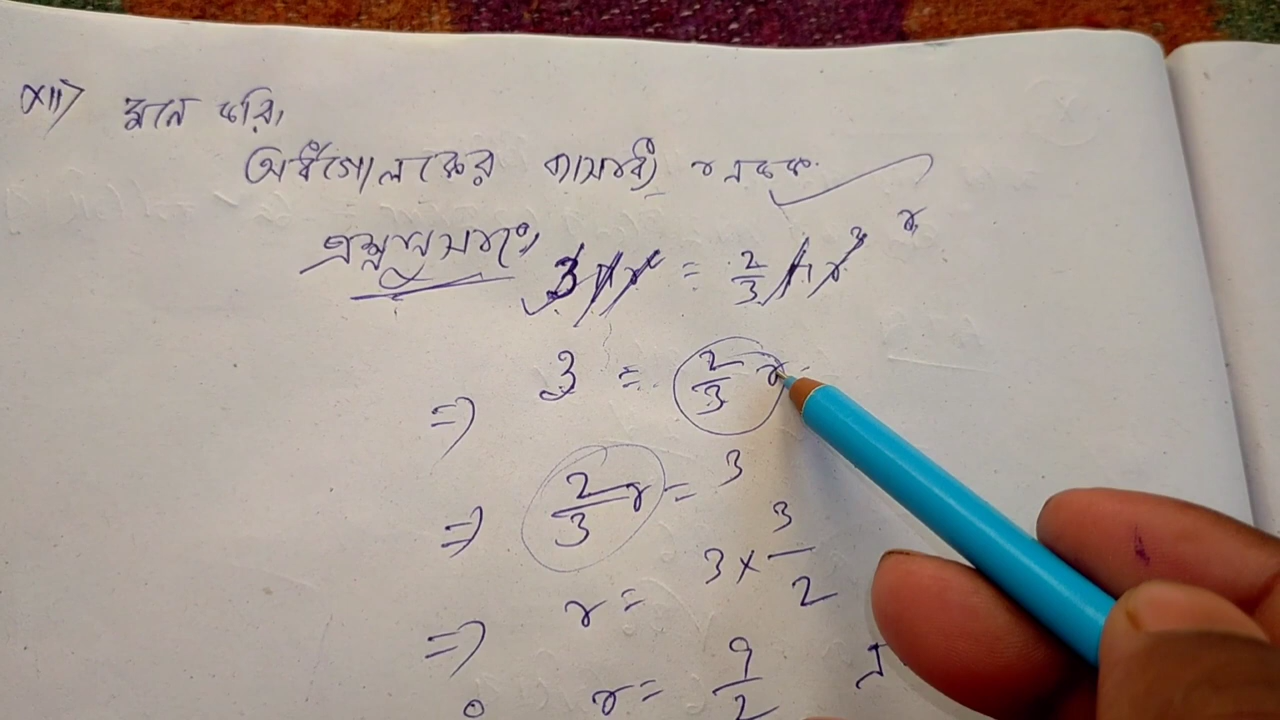 xii) মনে করি,
অর্ধগোলকের ব্যাসার্ধ r একক.
প্রশ্নানুসারে, 3πr² = 2/3 πr³ r
⇒ 3 = 2/3 r
⇒ 2/3 r = 3
⇒ r = 3 × 3/2
r = 9/2